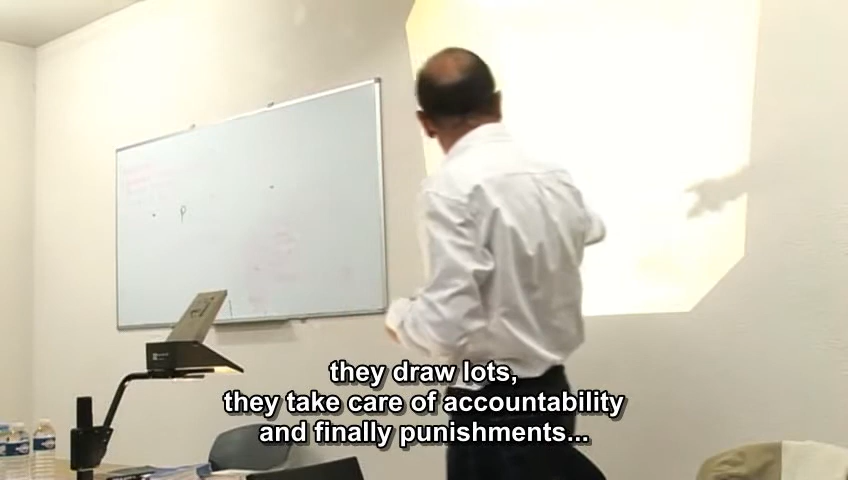 P
they draw lots,
they take care of accountability
and finally punishments...